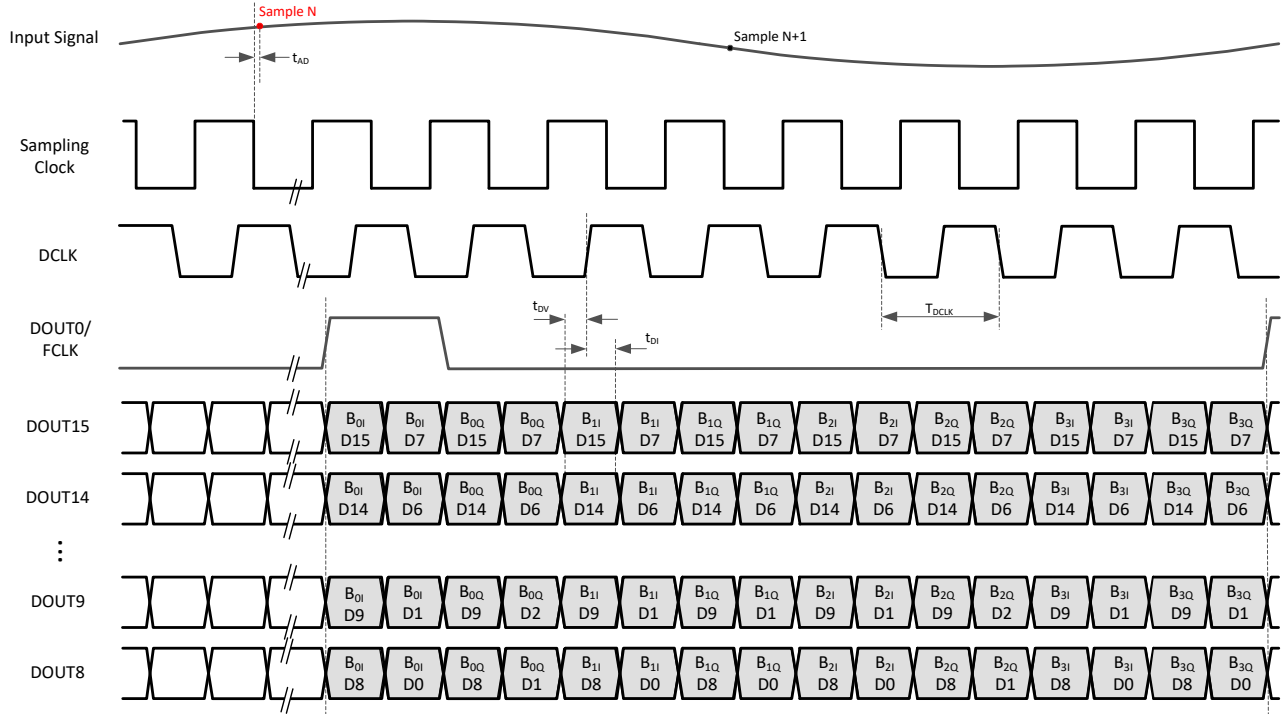 Sample N
Input Signal
Sample N+1
tAD
Sampling
Clock
DCLK
tDV
TDCLK
DOUT0/
FCLK
tDI
B0I B0I B0Q B0Q B1I B1I B1Q B1Q B2I B2I B2Q B2Q B3I B3I B3Q B3Q
DOUT15
D15 D7 D15 D7 D15 D7 D15 D7 D15 D7 D15 D7 D15 D7 D15 D7
B0I B0I B0Q B0Q B1I B1I B1Q B1Q B2I B2I B2Q B2Q B3I B3I B3Q B3Q
DOUT14
D14 D6 D14 D6 D14 D6 D14 D6 D14 D6 D14 D6 D14 D6 D14 D6
B0I B0I B0Q B0Q B1I B1I B1Q B1Q B2I B2I B2Q B2Q B3I B3I B3Q B3Q
DOUT9
D9 D1 D9 D2 D9 D1 D9 D1 D9 D1 D9 D2 D9 D1 D9 D1
B0I B0I B0Q B0Q B1I B1I B1Q B1Q B2I B2I B2Q B2Q B3I B3I B3Q B3Q
DOUT8
D8 D0 D8 D1 D8 D0 D8 D0 D8 D0 D8 D1 D8 D0 D8 D0